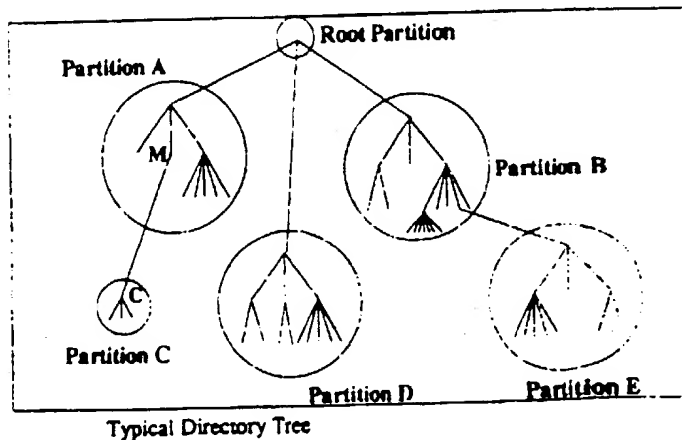 Root Partition
Partition A
M
Partition B
C
Partition C
Partition D
Partition E
Typical Directory Tree